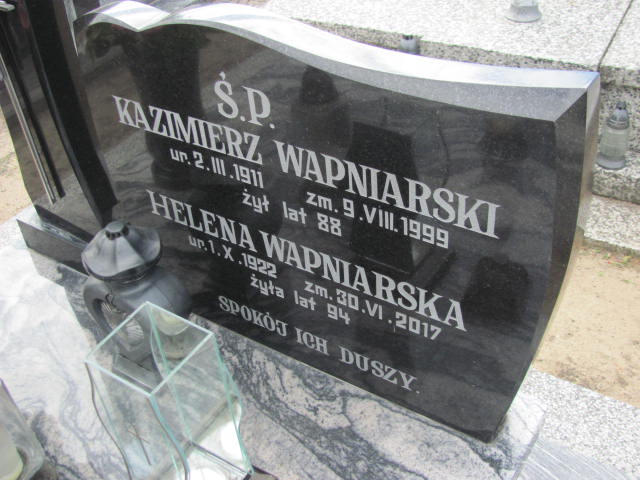 Ś.P.
KAZIMIERZ WAPNIARSKI
ur. 2.III.1911 zm. 9.VIII.1999
żył lat 88
HELENA WAPNIARSKA
ur. 1.X.1922 zm. 30.VI.2017
żyła lat 94
SPOKÓJ ICH DUSZY.